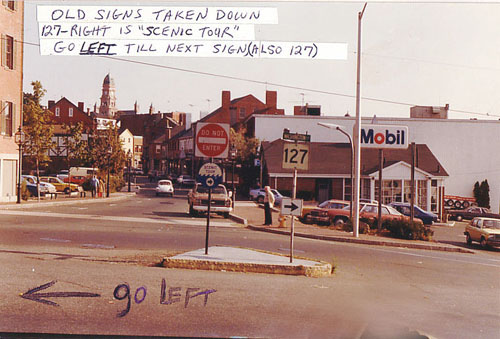 OLD SIGNS TAKEN DOWN
127-RIGHT IS "SCENIC TOUR"
GO LEFT TILL NEXT SIGN (ALSO 127)
DO NOT
ENTER
127
Mobil
go LEFT